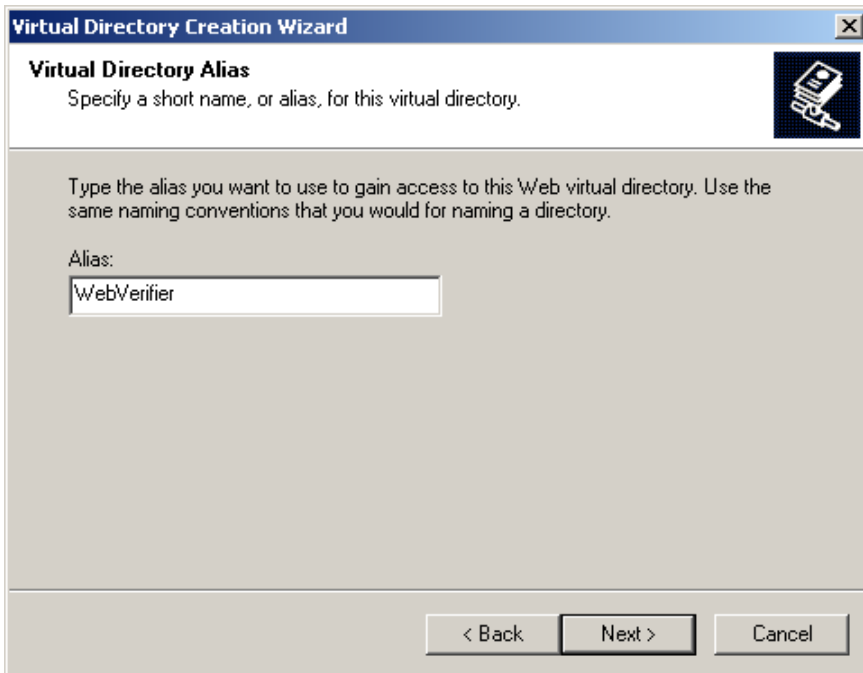 Virtual Directory Creation Wizard
Virtual Directory Alias
Specify a short name, or alias, for this virtual directory.
Type the alias you want to use to gain access to this Web virtual directory. Use the
same naming conventions that you would for naming a directory.
Alias:
WebVerifier
< Back Next > Cancel